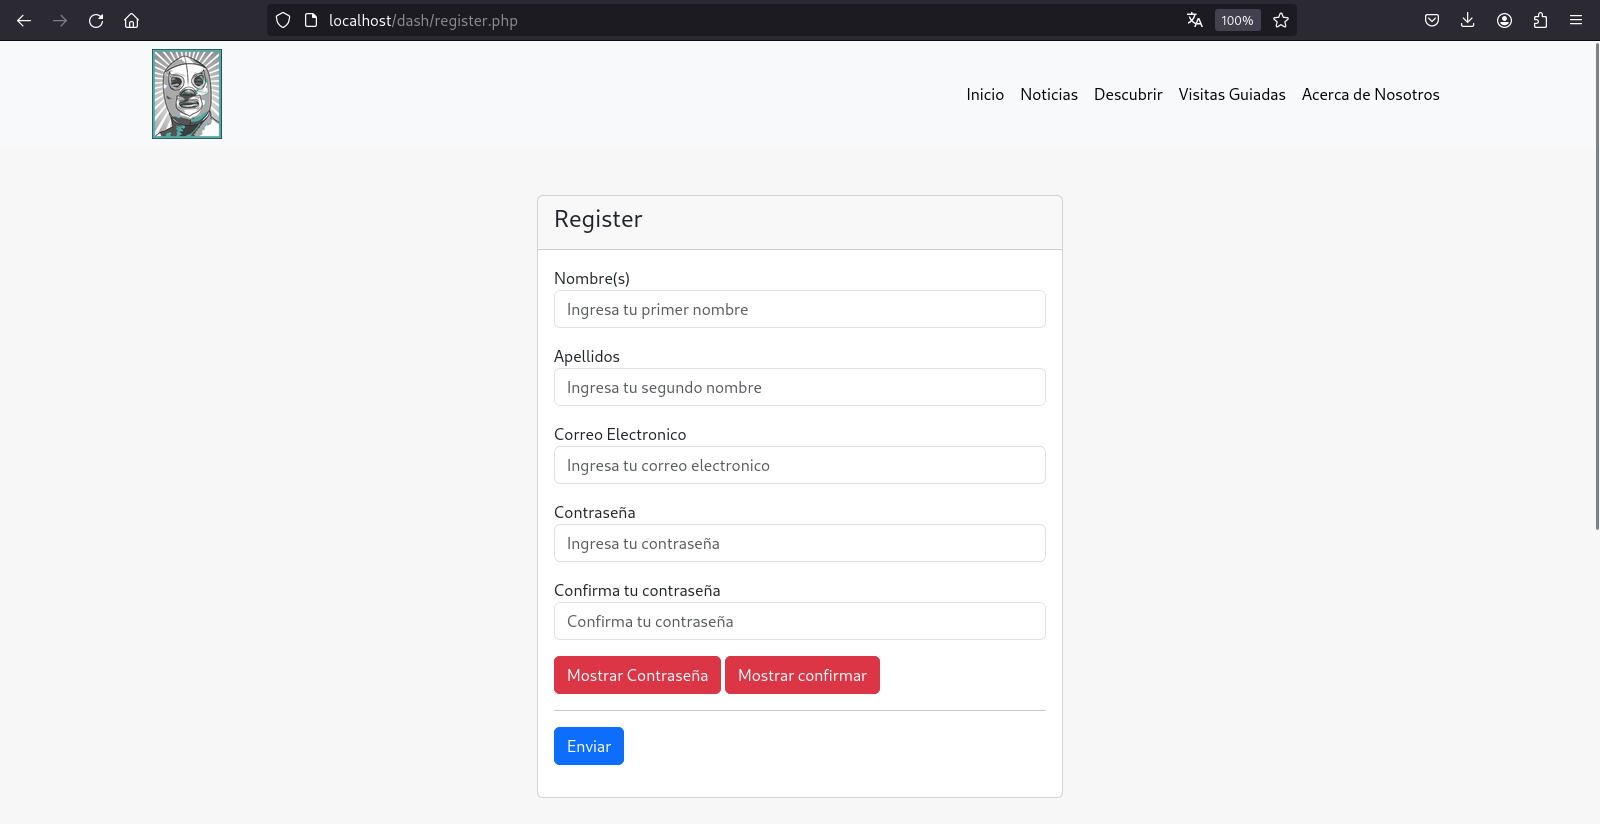 localhost/dash/register.php
100%
Inicio Noticias Descubrir Visitas Guiadas Acerca de Nosotros
Register
Nombre(s)
Ingresa tu primer nombre
Apellidos
Ingresa tu segundo nombre
Correo Electronico
Ingresa tu correo electronico
Contraseña
Ingresa tu contraseña
Confirma tu contraseña
Confirma tu contraseña
Mostrar Contraseña Mostrar confirmar
Enviar